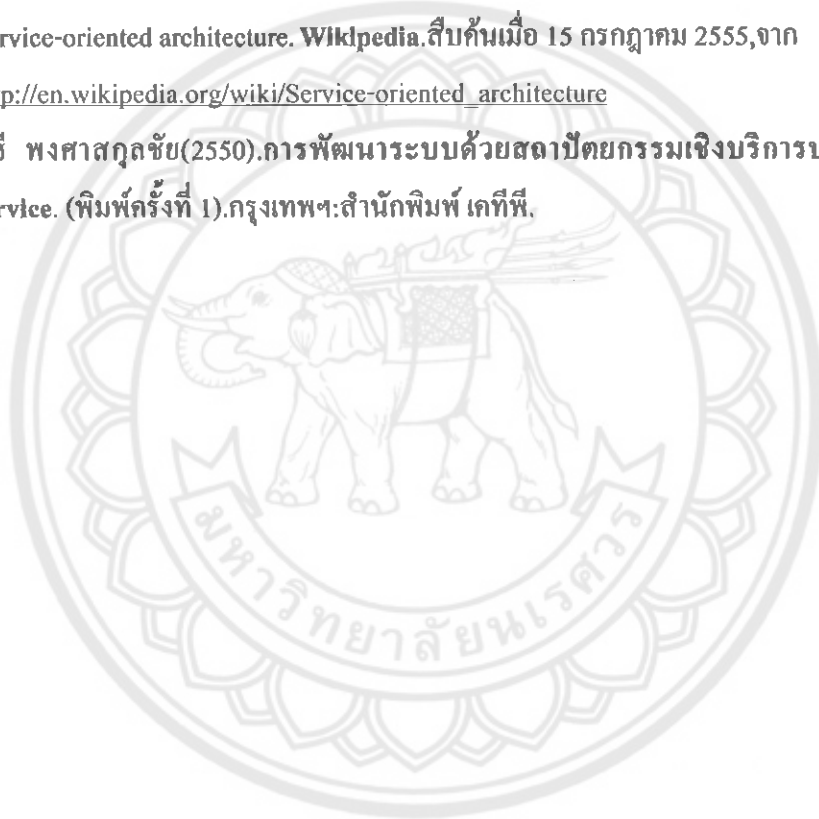 rvice-oriented architecture. Wikipedia.สืบค้นเมื่อ 15 กรกฎาคม 2555,จาก
p://en.wikipedia.org/wiki/Service-oriented_architecture
ธี พงศาสกุลชัย(2550).การพัฒนาระบบด้วยสถาปัตยกรรมเชิงบริการบ
rvice. (พิมพ์ครั้งที่ 1).กรุงเทพฯ:สำนักพิมพ์ เคทีพี.
มหาวิทยาลัยนเรศวร